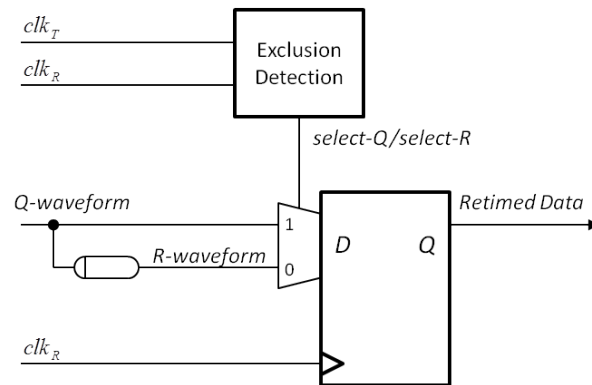 clk_T
Exclusion
Detection
clk_R
select-Q/select-R
Q-waveform
1
Retimed Data
R-waveform
0
D
Q
clk_R